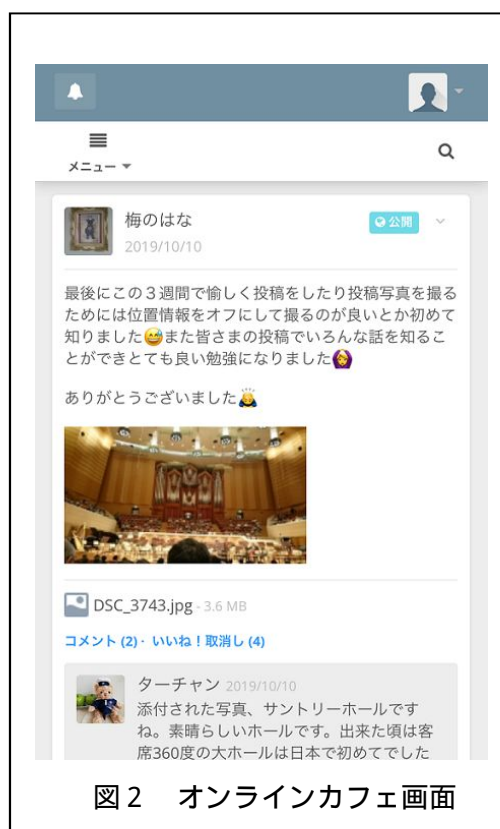 メニュー
梅のはな
公開
2019/10/10
最後にこの３週間で愉しく投稿をしたり投稿写真を撮る
ためには位置情報をオフにして撮るのが良いとか初めて
知りました😅また皆さまの投稿でいろんな話を知るこ
とができとても良い勉強になりました🙆
ありがとうございました🙇
DSC_3743.jpg - 3.6 MB
コメント (2)・いいね！取消し (4)
ターチャン 2019/10/10
添付された写真、サントリーホールです
ね。素晴らしいホールです。出来た頃は客
席360度の大ホールは日本で初めてでした
図２　オンラインカフェ画面